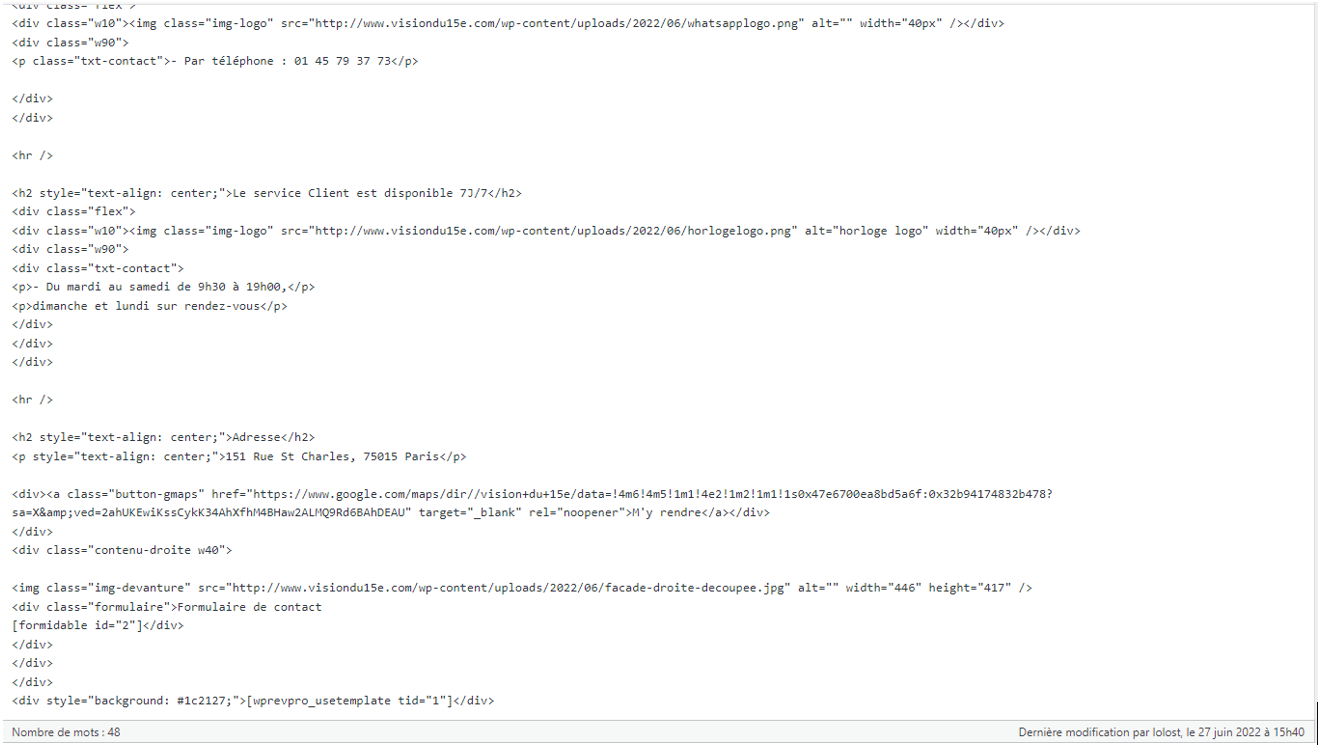 <div class="flex">
<div class="w10"><img class="img-logo" src="http://www.visiondu15e.com/wp-content/uploads/2022/06/whatsapplogo.png" alt="" width="40px" /></div>
<div class="w90">
<p class="txt-contact">- Par téléphone : 01 45 79 37 73</p>
</div>
</div>
<hr />
<h2 style="text-align: center;">Le service Client est disponible 7J/7</h2>
<div class="flex">
<div class="w10"><img class="img-logo" src="http://www.visiondu15e.com/wp-content/uploads/2022/06/horlogelogo.png" alt="horloge logo" width="40px" /></div>
<div class="w90">
<div class="txt-contact">
<p>- Du mardi au samedi de 9h30 à 19h00,</p>
<p>dimanche et lundi sur rendez-vous</p>
</div>
</div>
</div>
<hr />
<h2 style="text-align: center;">Adresse</h2>
<p style="text-align: center;">151 Rue St Charles, 75015 Paris</p>
<div><a class="button-gmaps" href="https://www.google.com/maps/dir//vision+du+15e/data=!4m6!4m5!1m1!4e2!1m2!1m1!1s0x47e6700ea8bd5a6f:0x32b94174832b478?
sa=X&amp;ved=2ahUKEwiKssCykK34AhXfhM4BHaw2ALMQ9Rd6BAhDEAU" target="_blank" rel="noopener">M'y rendre</a></div>
</div>
<div class="contenu-droite w40">
<img class="img-devanture" src="http://www.visiondu15e.com/wp-content/uploads/2022/06/facade-droite-decoupee.jpg" alt="" width="446" height="417" />
<div class="formulaire">Formulaire de contact
[formidable id="2"]</div>
</div>
</div>
</div>
<div style="background: #1c2127;">[wprevpro_usetemplate tid="1"]</div>
Nombre de mots : 48
Dernière modification par lolost, le 27 juin 2022 à 15h40